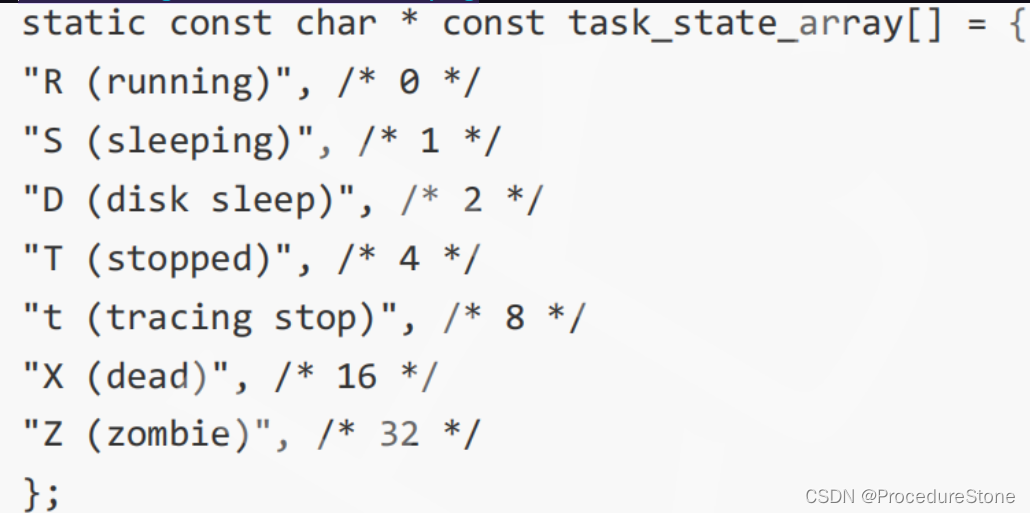 static const char * const task_state_array[] = {
"R (running)", /* 0 */
"S (sleeping)", /* 1 */
"D (disk sleep)", /* 2 */
"T (stopped)", /* 4 */
"t (tracing stop)", /* 8 */
"X (dead)", /* 16 */
"Z (zombie)", /* 32 */
};
CSDN @ProcedureStone